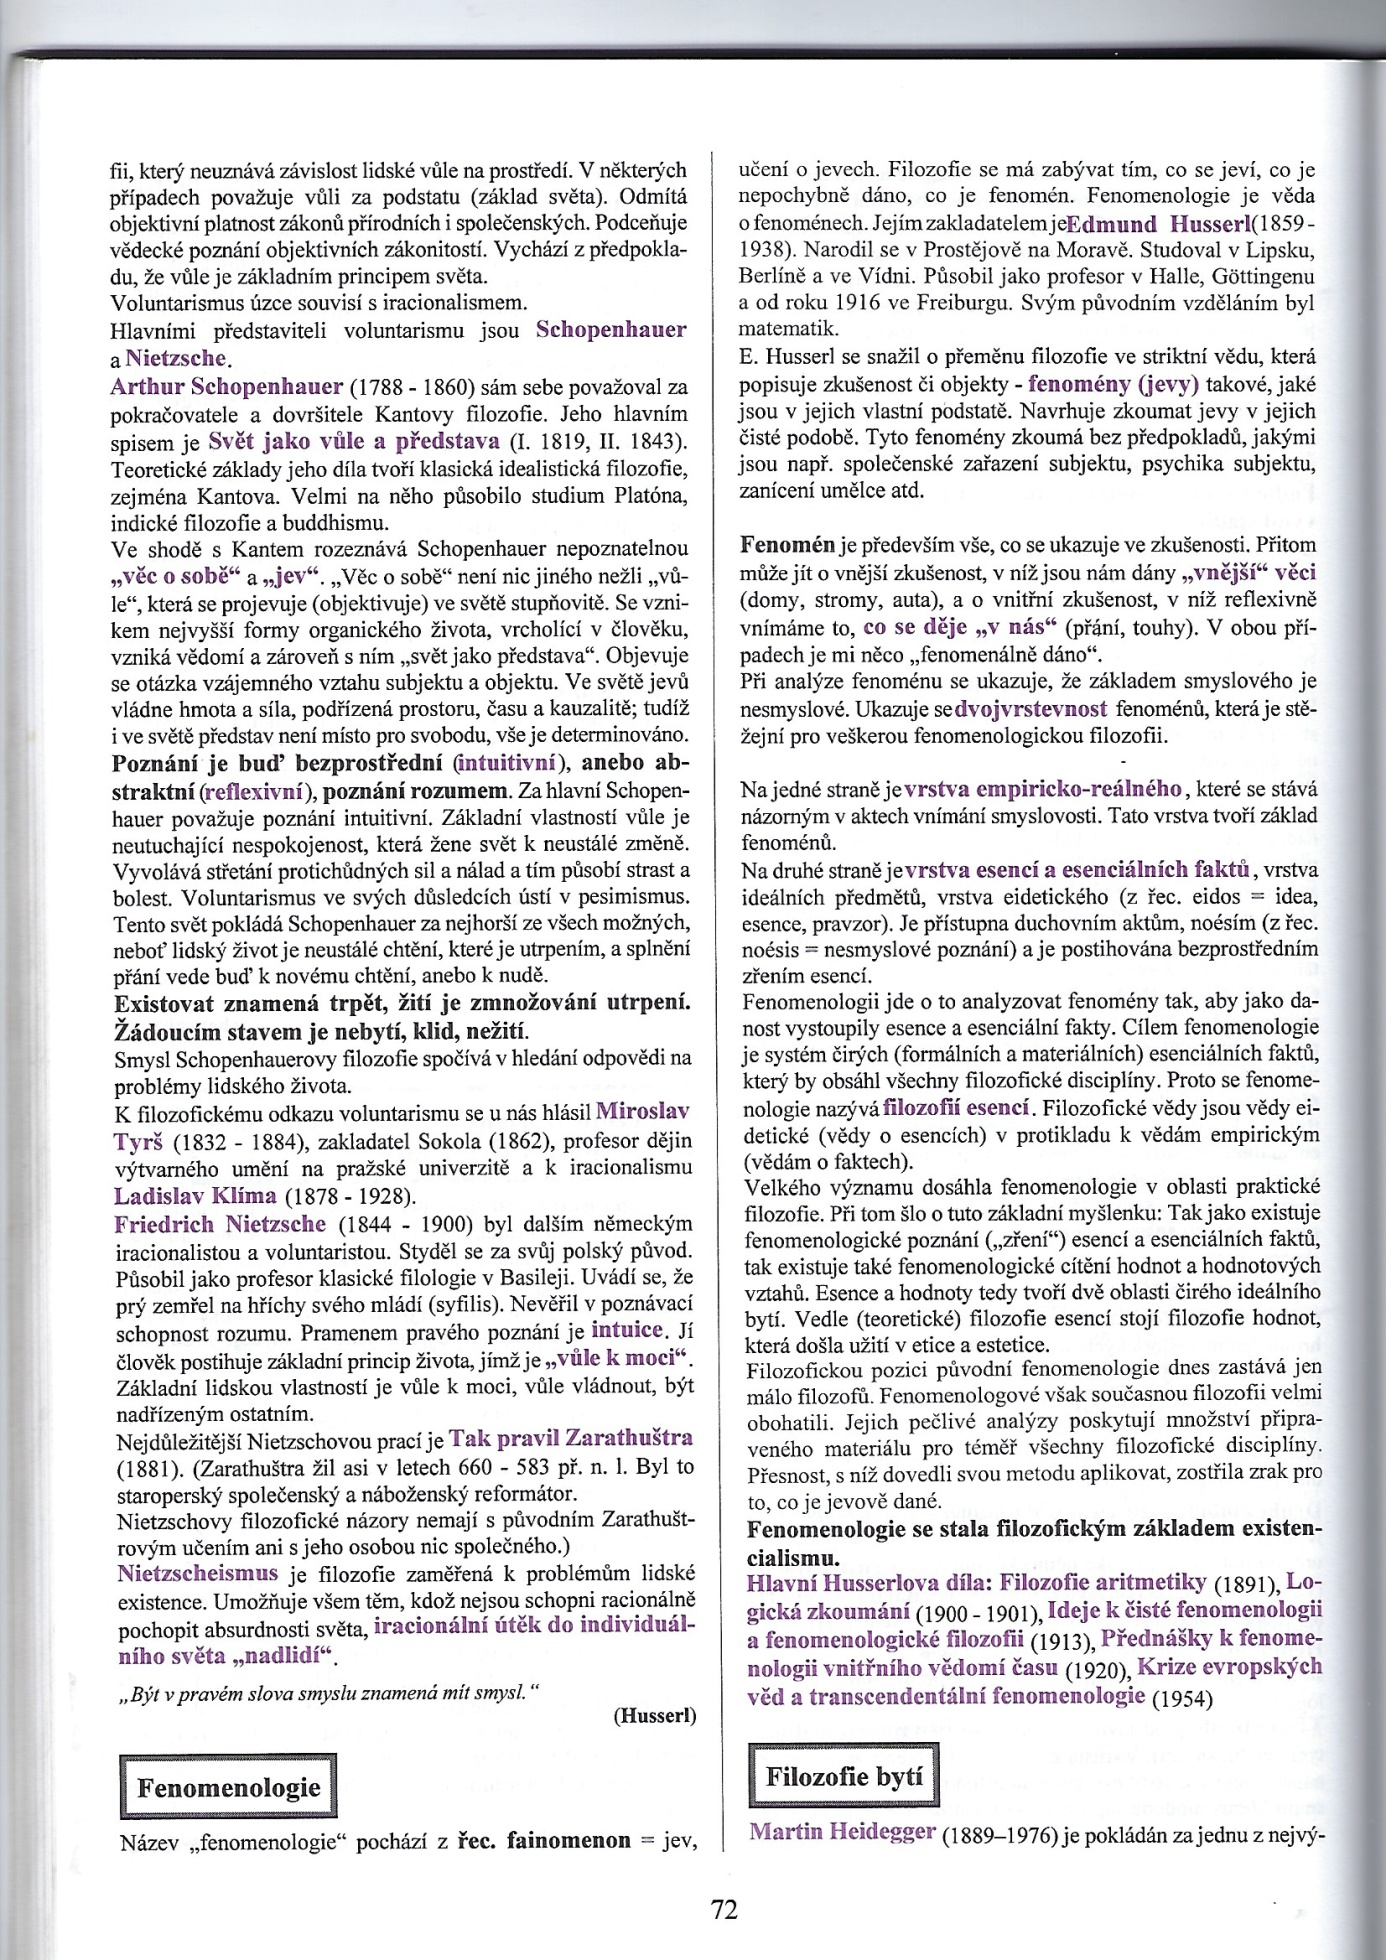 fii, který neuznává závislost lidské vůle na prostředí. V některých
případech považuje vůli za podstatu (základ světa). Odmítá
objektivní platnost zákonů přírodních i společenských. Podceňuje
vědecké poznání objektivních zákonitostí. Vychází z předpokla-
du, že vůle je základním principem světa.
Voluntarismus úzce souvisí s iracionalismem.
Hlavními představiteli voluntarismu jsou Schopenhauer
a Nietzsche.
Arthur Schopenhauer (1788 - 1860) sám sebe považoval za
pokračovatele a dovršitele Kantovy filozofie. Jeho hlavním
spisem je Svět jako vůle a představa (I. 1819, II. 1843).
Teoretické základy jeho díla tvoří klasická idealistická filozofie,
zejména Kantova. Velmi na něho působilo studium Platóna,
indické filozofie a buddhismu.
Ve shodě s Kantem rozeznává Schopenhauer nepoznatelnou
„věc o sobě“ a „jev“. „Věc o sobě“ není nic jiného nežli „vů-
le“, která se projevuje (objektivuje) ve světě stupňovitě. Se vzni-
kem nejvyšší formy organického života, vrcholící v člověku,
vzniká vědomí a zároveň s ním „svět jako představa“. Objevuje
se otázka vzájemného vztahu subjektu a objektu. Ve světě jevů
vládne hmota a síla, podřízená prostoru, času a kauzalitě; tudíž
i ve světě představ není místo pro svobodu, vše je determinováno.
Poznání je buď bezprostřední (intuitivní), anebo ab-
straktní (reflexivní), poznání rozumem. Za hlavní Schopen-
hauer považuje poznání intuitivní. Základní vlastností vůle je
neutuchající nespokojenost, která žene svět k neustálé změně.
Vyvolává střetání protichůdných sil a nálad a tím působí strast a
bolest. Voluntarismus ve svých důsledcích ústí v pesimismus.
Tento svět pokládá Schopenhauer za nejhorší ze všech možných,
neboť lidský život je neustálé chtění, které je utrpením, a splnění
přání vede buď k novému chtění, anebo k nudě.
Existovat znamená trpět, žití je zmnožování utrpení.
Žádoucím stavem je nebytí, klid, nežití.
Smysl Schopenhauerovy filozofie spočívá v hledání odpovědi na
problémy lidského života.
K filozofickému odkazu voluntarismu se u nás hlásil Miroslav
Tyrš (1832 - 1884), zakladatel Sokola (1862), profesor dějin
výtvarného umění na pražské univerzitě a k iracionalismu
Ladislav Klíma (1878 - 1928).
Friedrich Nietzsche (1844 - 1900) byl dalším německým
iracionalistou a voluntaristou. Styděl se za svůj polský původ.
Působil jako profesor klasické filologie v Basileji. Uvádí se, že
prý zemřel na hříchy svého mládí (syfilis). Nevěřil v poznávací
schopnost rozumu. Pramenem pravého poznání je intuice. Jí
člověk postihuje základní princip života, jímž je „vůle k moci“.
Základní lidskou vlastností je vůle k moci, vůle vládnout, být
nadřízeným ostatním.
Nejdůležitější Nietzschovou prací je Tak pravil Zarathuštra
(1881). (Zarathuštra žil asi v letech 660 - 583 př. n. l. Byl to
staroperský společenský a náboženský reformátor.
Nietzschovy filozofické názory nemají s původním Zarathušt-
rovým učením ani s jeho osobou nic společného.)
Nietzscheismus je filozofie zaměřená k problémům lidské
existence. Umožňuje všem těm, kdož nejsou schopni racionálně
pochopit absurdnosti světa, iracionální útěk do individuál-
ního světa „nadlidí“.
„Být v pravém slova smyslu znamená mít smysl.“
(Husserl)
Fenomenologie
Název „fenomenologie“ pochází z řec. fainomenon = jev,
učení o jevech. Filozofie se má zabývat tím, co se jeví, co je
nepochybně dáno, co je fenomén. Fenomenologie je věda
o fenoménech. Jejím zakladatelem je Edmund Husserl (1859 -
1938). Narodil se v Prostějově na Moravě. Studoval v Lipsku,
Berlíně a ve Vídni. Působil jako profesor v Halle, Göttingenu
a od roku 1916 ve Freiburgu. Svým původním vzděláním byl
matematik.
E. Husserl se snažil o přeměnu filozofie ve striktní vědu, která
popisuje zkušenost či objekty - fenomény (jevy) takové, jaké
jsou v jejich vlastní podstatě. Navrhuje zkoumat jevy v jejich
čisté podobě. Tyto fenomény zkoumá bez předpokladů, jakými
jsou např. společenské zařazení subjektu, psychika subjektu,
zanícení umělce atd.
Fenomén je především vše, co se ukazuje ve zkušenosti. Přitom
může jít o vnější zkušenost, v níž jsou nám dány „vnější“ věci
(domy, stromy, auta), a o vnitřní zkušenost, v níž reflexivně
vnímáme to, co se děje „v nás“ (přání, touhy). V obou pří-
padech je mi něco „fenomenálně dáno“.
Při analýze fenoménu se ukazuje, že základem smyslového je
nesmyslové. Ukazuje se dvojvrstevnost fenoménů, která je stě-
žejní pro veškerou fenomenologickou filozofii.
Na jedné straně je vrstva empiricko-reálného, které se stává
názorným v aktech vnímání smyslovosti. Tato vrstva tvoří základ
fenoménů.
Na druhé straně je vrstva esencí a esenciálních faktů, vrstva
ideálních předmětů, vrstva eidetického (z řec. eidos = idea,
esence, pravzor). Je přístupna duchovním aktům, noésím (z řec.
noésis = nesmyslové poznání) a je postihována bezprostředním
zřením esencí.
Fenomenologii jde o to analyzovat fenomény tak, aby jako da-
nost vystoupily esence a esenciální fakty. Cílem fenomenologie
je systém čirých (formálních a materiálních) esenciálních faktů,
který by obsáhl všechny filozofické disciplíny. Proto se fenome-
nologie nazývá filozofií esencí. Filozofické vědy jsou vědy ei-
detické (vědy o esencích) v protikladu k vědám empirickým
(vědám o faktech).
Velkého významu dosáhla fenomenologie v oblasti praktické
filozofie. Při tom šlo o tuto základní myšlenku: Tak jako existuje
fenomenologické poznání („zření“) esencí a esenciálních faktů,
tak existuje také fenomenologické cítění hodnot a hodnotových
vztahů. Esence a hodnoty tedy tvoří dvě oblasti čirého ideálního
bytí. Vedle (teoretické) filozofie esencí stojí filozofie hodnot,
která došla užití v etice a estetice.
Filozofickou pozici původní fenomenologie dnes zastává jen
málo filozofů. Fenomenologové však současnou filozofii velmi
obohatili. Jejich pečlivé analýzy poskytují množství připra-
veného materiálu pro téměř všechny filozofické disciplíny.
Přesnost, s níž dovedli svou metodu aplikovat, zostřila zrak pro
to, co je jevově dané.
Fenomenologie se stala filozofickým základem existen-
cialismu.
Hlavní Husserlova díla: Filozofie aritmetiky (1891), Lo-
gická zkoumání (1900 - 1901), Ideje k čisté fenomenologii
a fenomenologické filozofii (1913), Přednášky k fenome-
nologii vnitřního vědomí času (1920), Krize evropských
věd a transcendentální fenomenologie (1954)
Filozofie bytí
Martin Heidegger (1889–1976) je pokládán za jednu z nejvý-
72